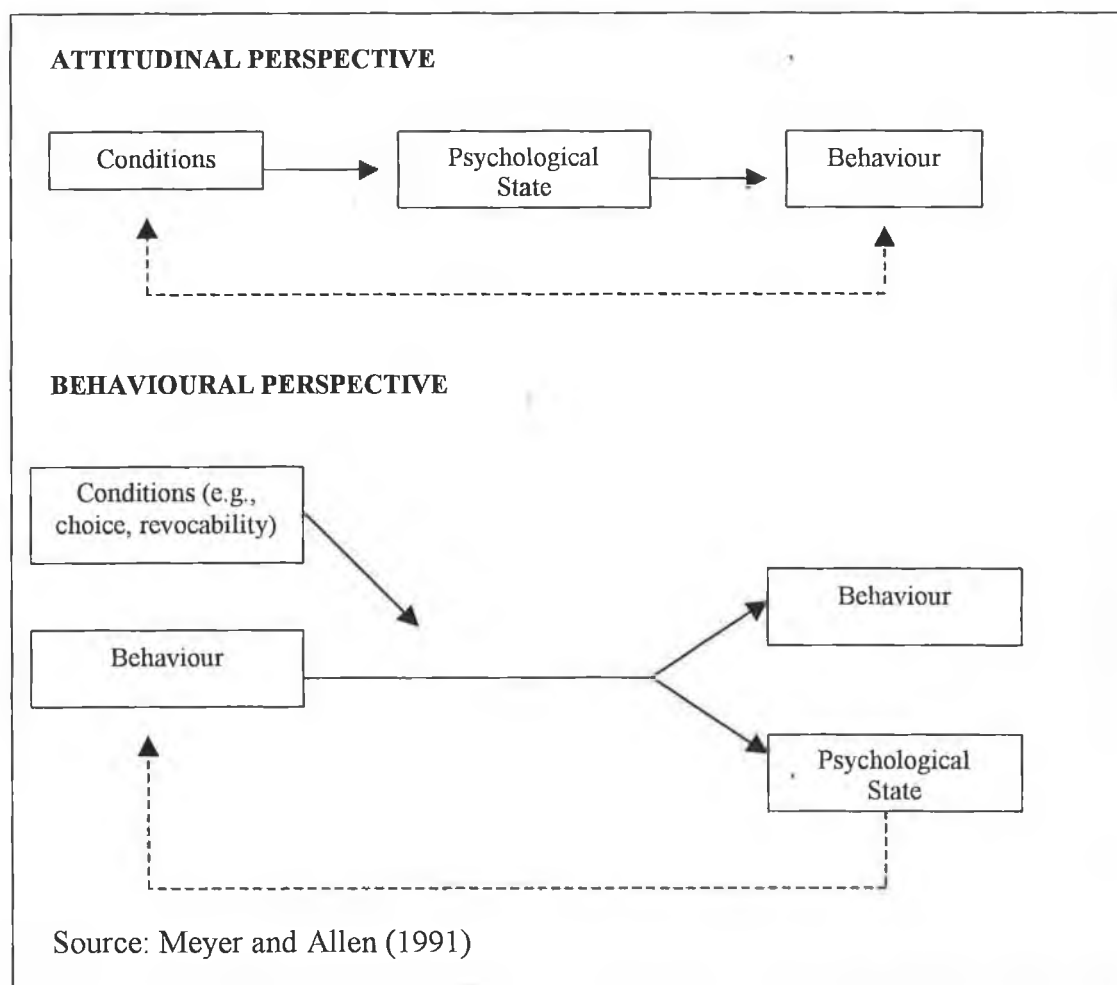 ATTITUDINAL PERSPECTIVE
Conditions
Psychological
State
Behaviour
BEHAVIOURAL PERSPECTIVE
Conditions (e.g.,
choice, revocability)
Behaviour
Behaviour
Psychological
State
Source: Meyer and Allen (1991)